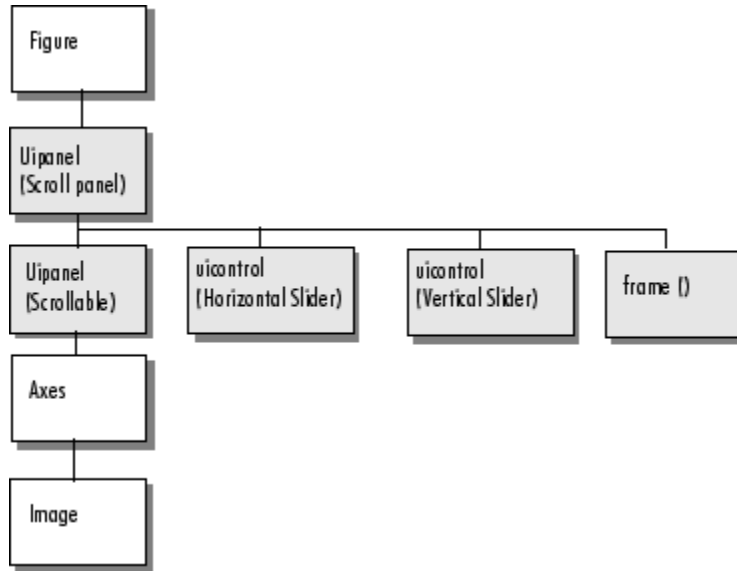 Figure
Uipanel
(Scroll panel)
Uipanel
(Scrollable)
uicontrol
(Horizontal Slider)
uicontrol
(Vertical Slider)
frame ()
Axes
Image